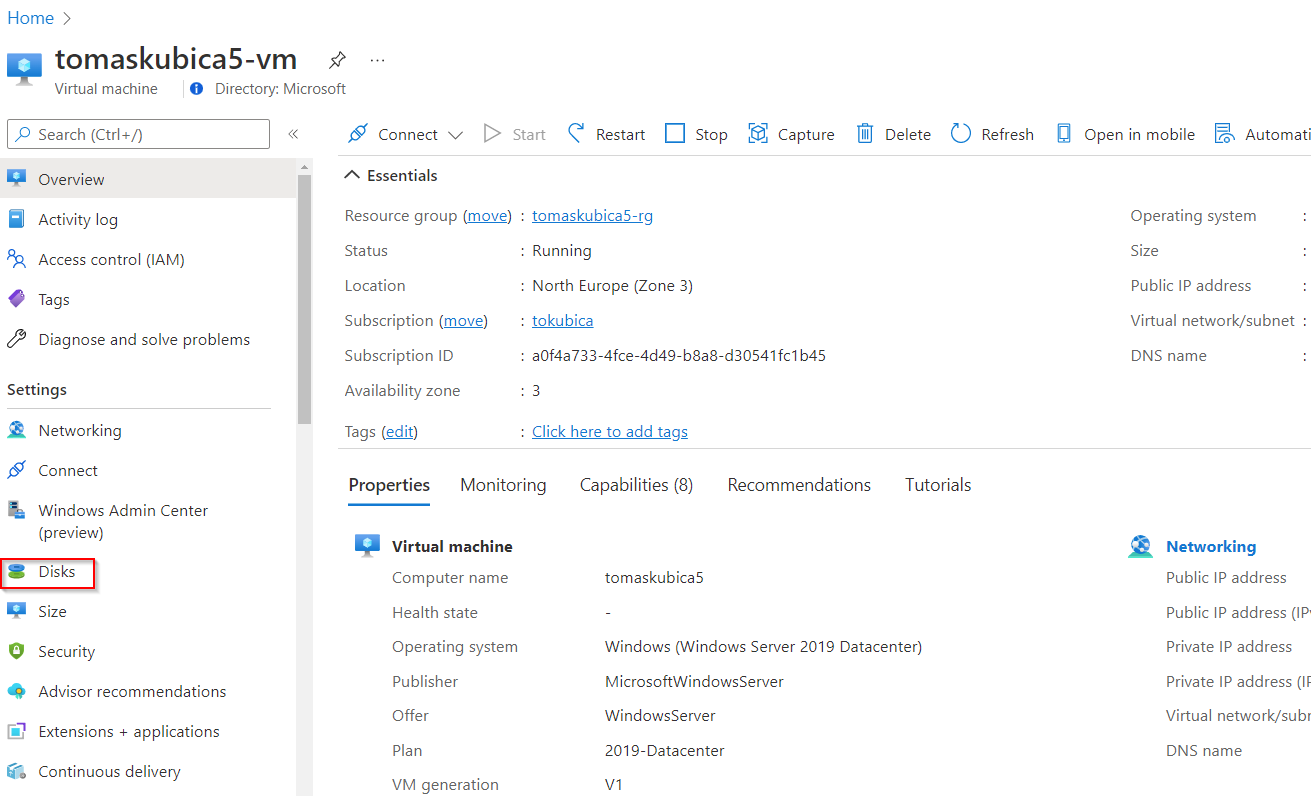 Home
tomaskubica5-vm
Virtual machine
Directory: Microsoft
Search (Ctrl+/)
Overview
Activity log
Access control (IAM)
Tags
Diagnose and solve problems
Settings
Networking
Connect
Windows Admin Center
(preview)
Disks
Size
Security
Advisor recommendations
Extensions + applications
Continuous delivery
Connect
Start
Restart
Stop
Capture
Delete
Refresh
Open in mobile
Automati
Essentials
Resource group (move) : tomaskubica5-rg
Status : Running
Location : North Europe (Zone 3)
Subscription (move) : tokubica
Subscription ID : a0f4a733-4fce-4d49-b8a8-d30541fc1b45
Availability zone : 3
Tags (edit) : Click here to add tags
Operating system :
Size :
Public IP address :
Virtual network/subnet :
DNS name :
Properties
Monitoring
Capabilities (8)
Recommendations
Tutorials
Virtual machine
Computer name tomaskubica5
Health state -
Operating system Windows (Windows Server 2019 Datacenter)
Publisher MicrosoftWindowsServer
Offer WindowsServer
Plan 2019-Datacenter
VM generation V1
Networking
Public IP address
Public IP address (IP
Private IP address
Private IP address (IP
Virtual network/sub
DNS name